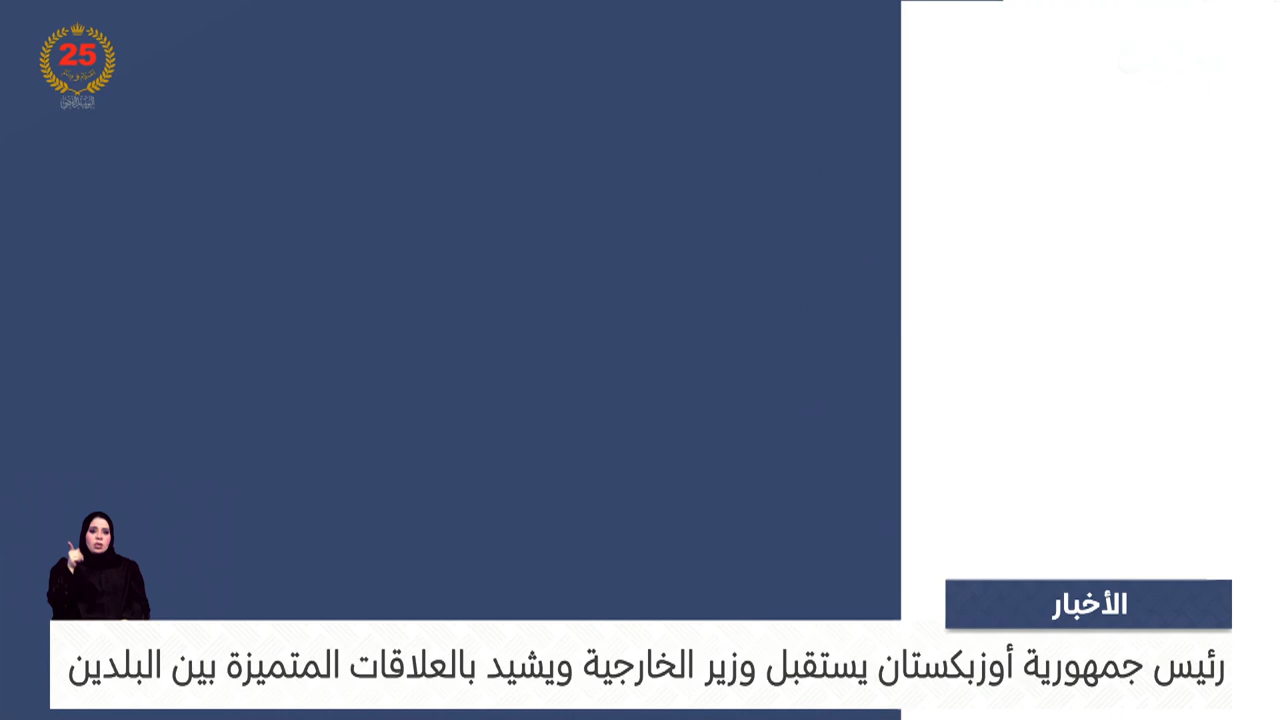 25
الأخبار
رئيس جمهورية أوزبكستان يستقبل وزير الخارجية ويشيد بالعلاقات المتميزة بين البلدين